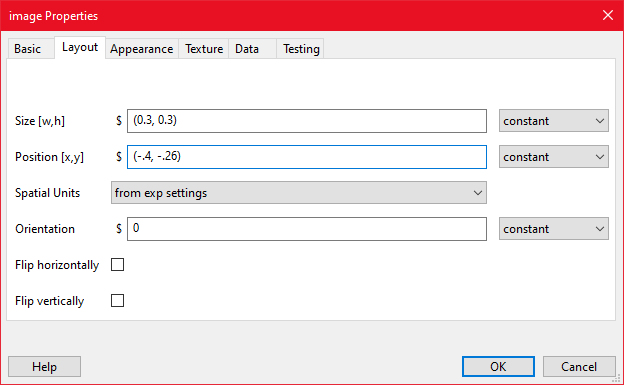 image Properties
Basic Layout Appearance Texture Data Testing
Size [w,h] $ (0.3, 0.3) constant
Position [x,y] $ (-.4, -.26) constant
Spatial Units from exp settings
Orientation $ 0 constant
Flip horizontally
Flip vertically
Help OK Cancel